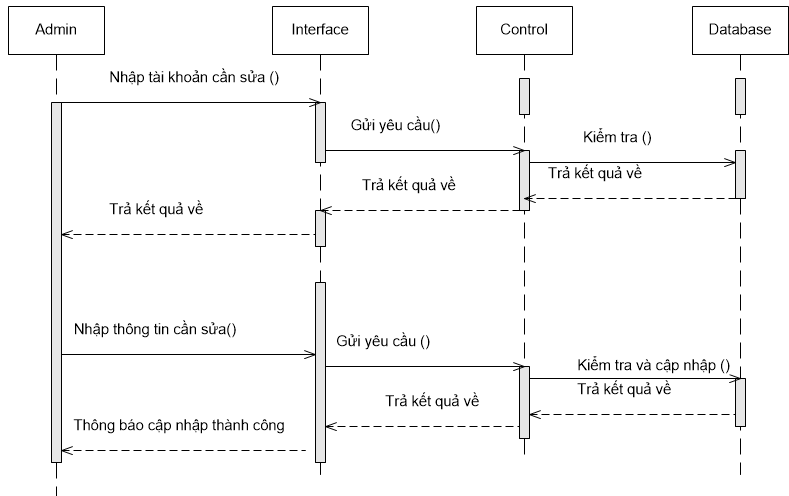 Admin
Interface
Control
Database
Nhập tài khoản cần sửa ()
Gửi yêu cầu()
Kiểm tra ()
Trả kết quả về
Trả kết quả về
Trả kết quả về
Nhập thông tin cần sửa()
Gửi yêu cầu ()
Kiểm tra và cập nhập ()
Trả kết quả về
Trả kết quả về
Thông báo cập nhập thành công